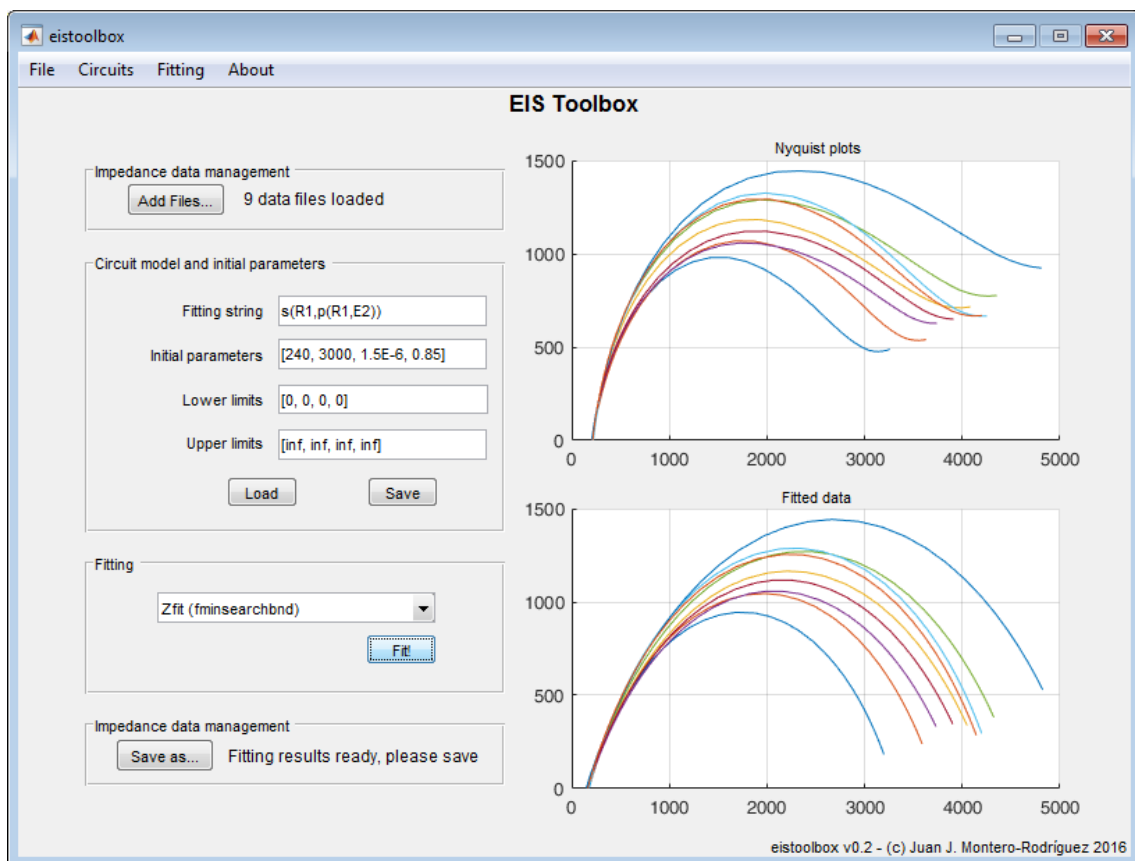 eistoolbox
File Circuits Fitting About
EIS Toolbox
Impedance data management
Add Files... 9 data files loaded
Circuit model and initial parameters
Fitting string s(R1,p(R1,E2))
Initial parameters [240, 3000, 1.5E-6, 0.85]
Lower limits [0, 0, 0, 0]
Upper limits [inf, inf, inf, inf]
Load Save
Fitting
Zfit (fminsearchbnd)
Fit!
Impedance data management
Save as... Fitting results ready, please save
Nyquist plots
1500
1000
500
0
0 1000 2000 3000 4000 5000
Fitted data
1500
1000
500
0
0 1000 2000 3000 4000 5000
eistoolbox v0.2 - (c) Juan J. Montero-Rodríguez 2016